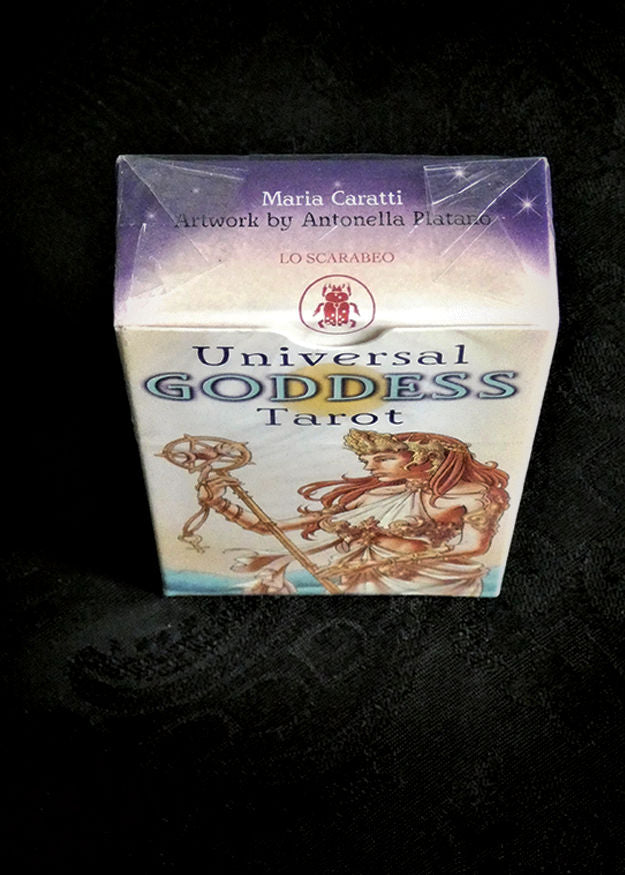 Maria Caratti
Artwork by Antonella Platano
LO SCARABEO
Universal
GODDESS
Tarot